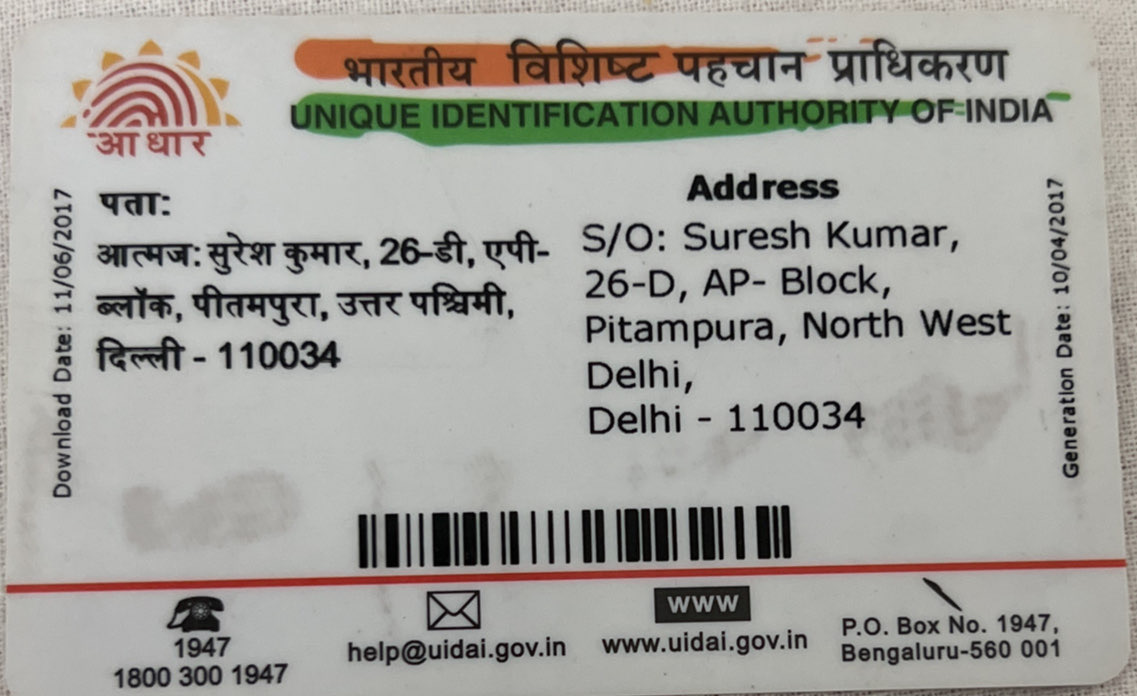 भारतीय विशिष्ट पहचान प्राधिकरण
UNIQUE IDENTIFICATION AUTHORITY OF INDIA
आधार
Download Date: 11/06/2017
पता:
आत्मज: सुरेश कुमार, 26-डी, एपी-
ब्लॉक, पीतमपुरा, उत्तर पश्चिमी,
दिल्ली - 110034
Address
S/O: Suresh Kumar,
26-D, AP- Block,
Pitampura, North West
Delhi,
Delhi - 110034
Generation Date: 10/04/2017
1947
1800 300 1947
help@uidai.gov.in
WWW
www.uidai.gov.in
P.O. Box No. 1947,
Bengaluru-560 001